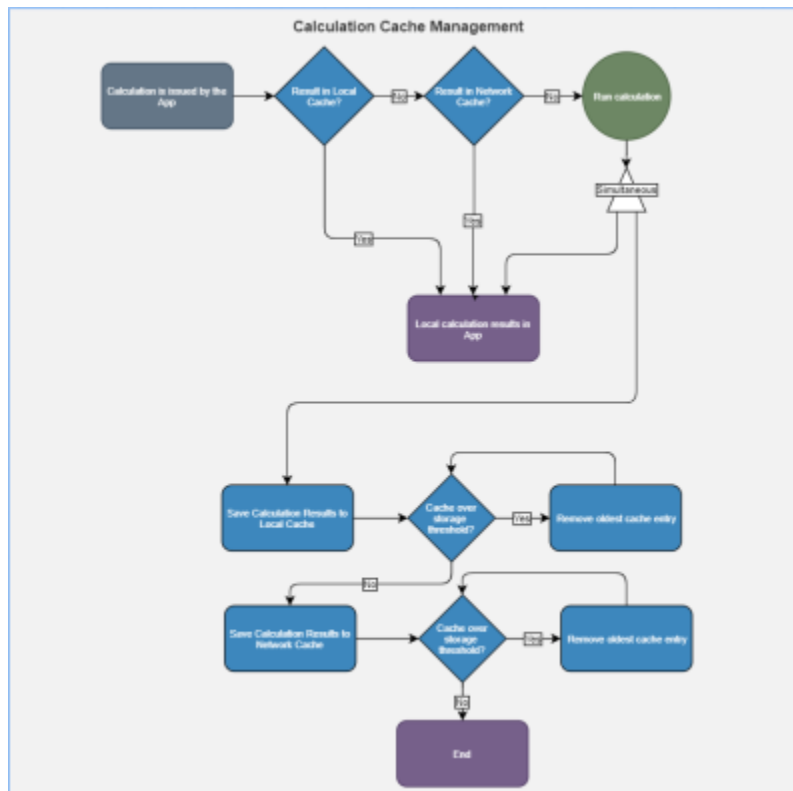 Calculation Cache Management
Calculation is issued by the
App
Result in Local
Cache?
No
Result in Network
Cache?
No
Run calculation
Simultaneous
Yes
Yes
Local calculation results in
App
Save Calculation Results to
Local Cache
Cache over
storage
threshold?
Yes
Remove oldest cache entry
No
Save Calculation Results to
Network Cache
Cache over
storage
threshold?
Yes
Remove oldest cache entry
No
End